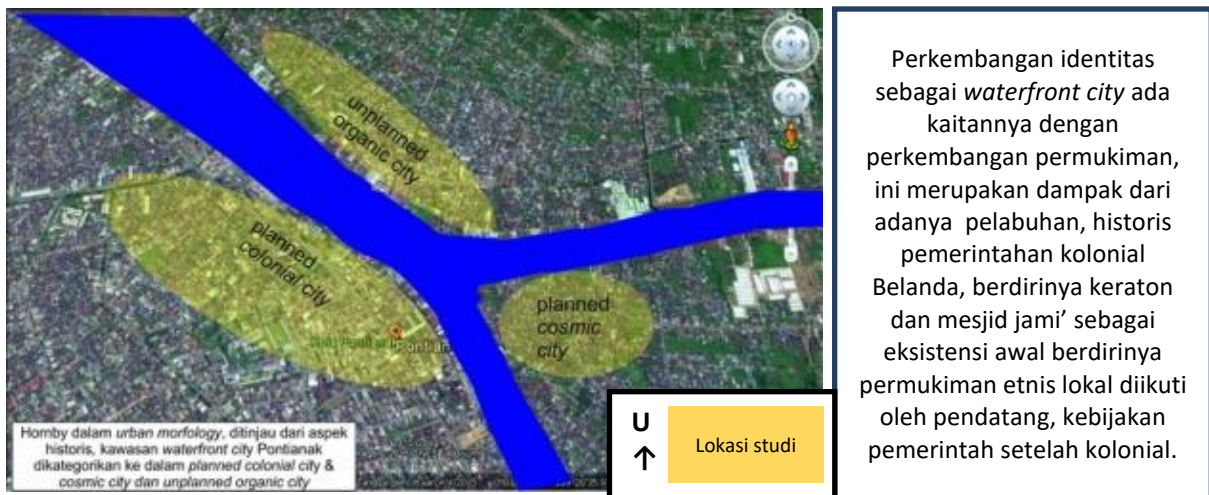 unplanned
organic city
planned
colonial city
planned
cosmic
city
Pontian
U
↑
Lokasi studi
Hornby dalam urban morfology, ditinjau dari aspek
historis, kawasan waterfront city Pontianak
dikategorikan ke dalam planned colonial city &
cosmic city dan unplanned organic city
Perkembangan identitas
sebagai waterfront city ada
kaitannya dengan
perkembangan permukiman,
ini merupakan dampak dari
adanya pelabuhan, historis
pemerintahan kolonial
Belanda, berdirinya keraton
dan mesjid jami’ sebagai
eksistensi awal berdirinya
permukiman etnis lokal diikuti
oleh pendatang, kebijakan
pemerintah setelah kolonial.